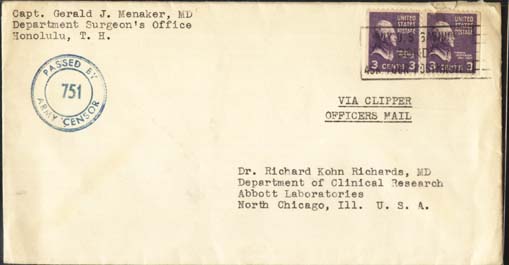 Capt. Gerald J. Menaker, MD
Department Surgeon's Office
Honolulu, T. H.
UNITED STATES POSTAGE
3 CENTS 3
UNITED STATES POSTAGE
3 CENTS 3
PASSED BY
751
ARMY CENSOR
VIA CLIPPER
OFFICERS MAIL
Dr. Richard Kohn Richards, MD
Department of Clinical Research
Abbott Laboratories
North Chicago, Ill. U. S. A.